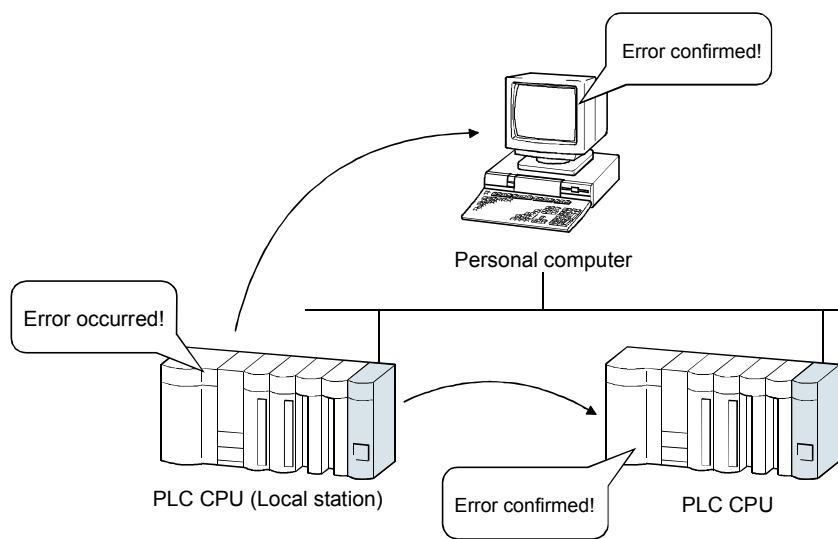 Error confirmed!
Personal computer
Error occurred!
PLC CPU (Local station)
Error confirmed!
PLC CPU